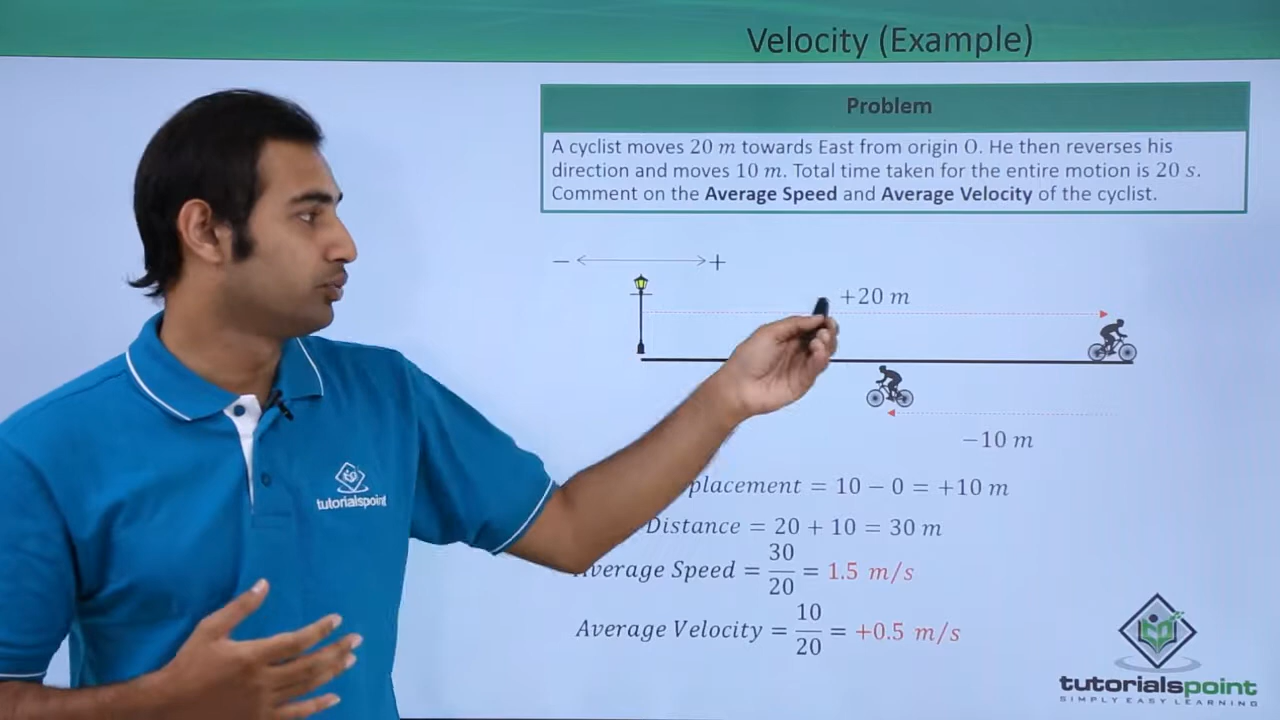 Velocity (Example)
Problem
A cyclist moves 20 m towards East from origin O. He then reverses his
direction and moves 10 m. Total time taken for the entire motion is 20 s.
Comment on the Average Speed and Average Velocity of the cyclist.
− +
+20 m
−10 m
placement = 10 − 0 = +10 m
Distance = 20 + 10 = 30 m
Average Speed = 30/20 = 1.5 m/s
Average Velocity = 10/20 = +0.5 m/s
tutorialspoint
tutorialspoint
SIMPLY EASY LEARNING